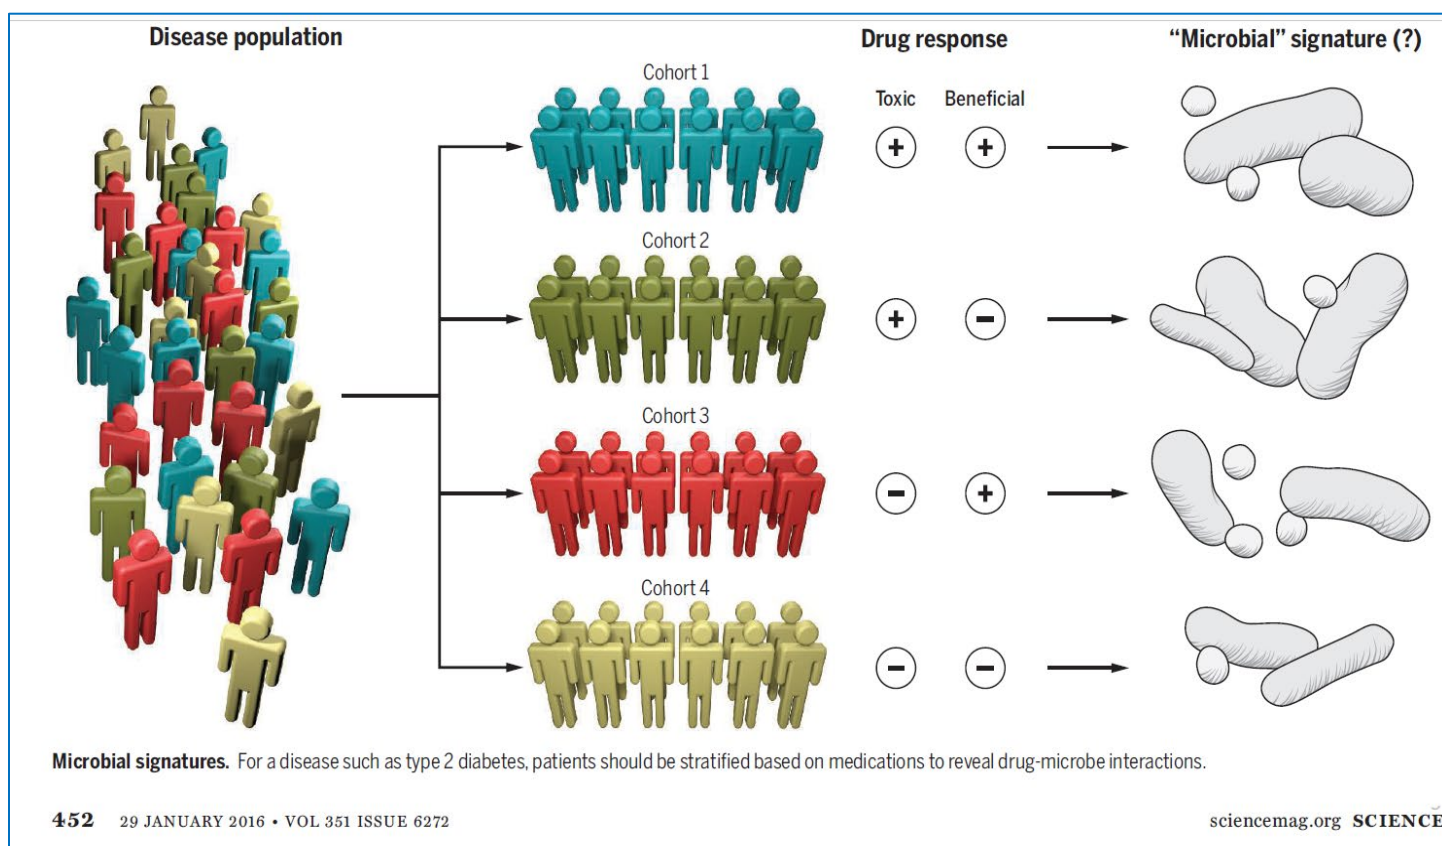 Disease population
Drug response
“Microbial” signature (?)
Cohort 1
Toxic
Beneficial
+
+
Cohort 2
+
−
Cohort 3
−
+
Cohort 4
−
−
Microbial signatures. For a disease such as type 2 diabetes, patients should be stratified based on medications to reveal drug-microbe interactions.
452 29 JANUARY 2016 • VOL 351 ISSUE 6272
sciencemag.org SCIENCE